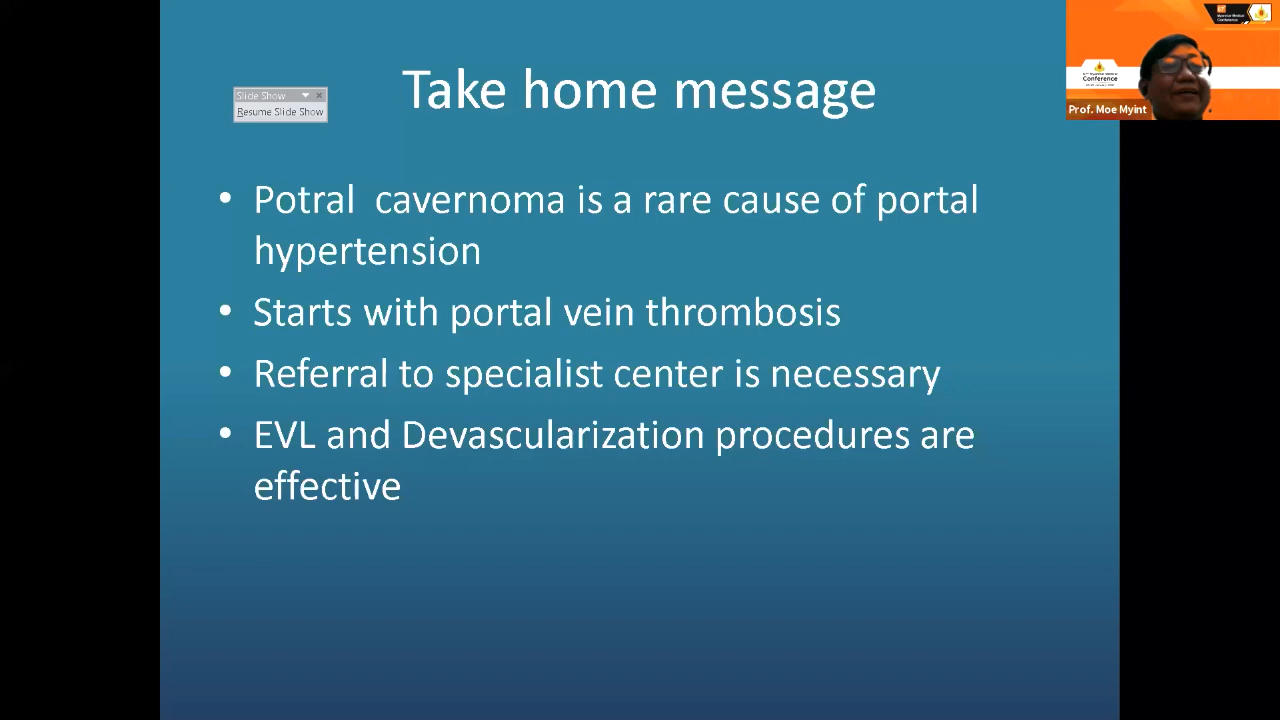 Take home message
Slide Show
Resume Slide Show
Conference
Prof. Moe Myint
• Potral cavernoma is a rare cause of portal
hypertension
• Starts with portal vein thrombosis
• Referral to specialist center is necessary
• EVL and Devascularization procedures are
effective